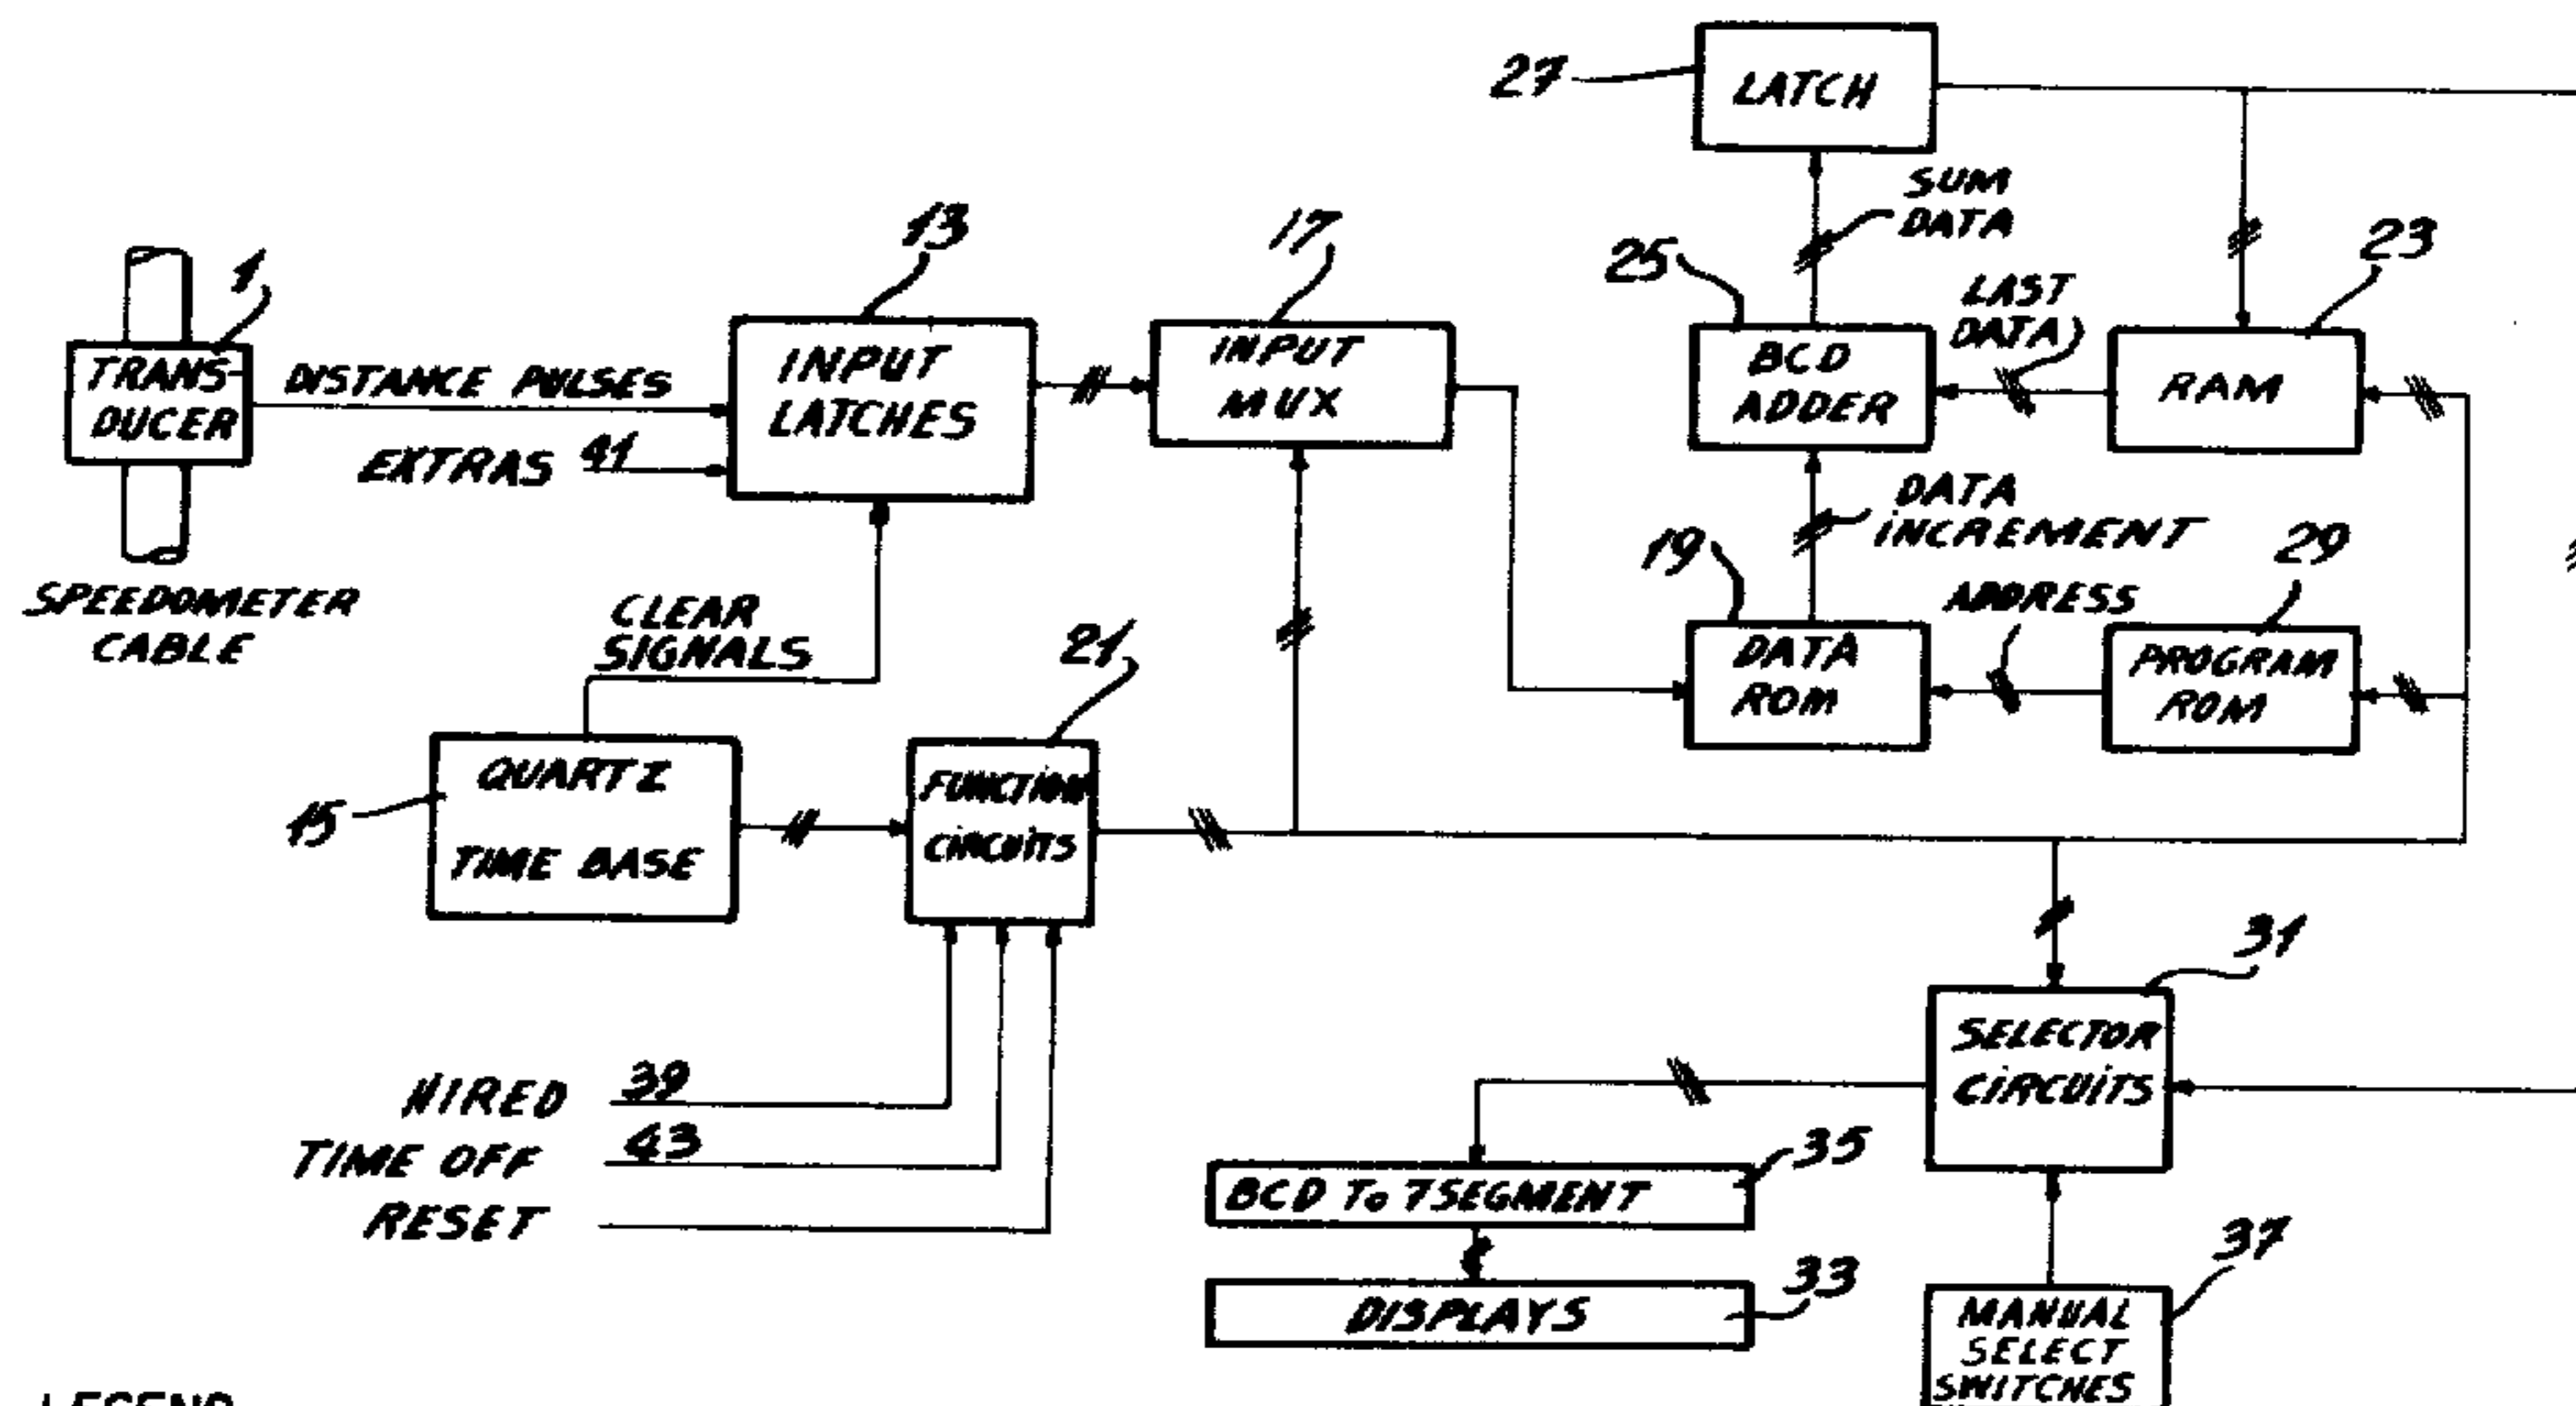 27
LATCH
SUM
DATA
13
17
25
23
1
LAST
DATA
TRANS-
DUCER
DISTANCE PULSES
INPUT
LATCHES
INPUT
MUX
BCD
ADDER
RAM
EXTRAS 41
DATA
INCREMENT
19
29
SPEEDOMETER
CABLE
CLEAR
SIGNALS
21
ADDRESS
DATA
ROM
PROGRAM
ROM
QUARTZ
TIME BASE
15
FUNCTION
CIRCUITS
31
SELECTOR
CIRCUITS
HIRED 39
TIME OFF 43
RESET
35
BCD To 7SEGMENT
33
DISPLAYS
37
MANUAL
SELECT
SWITCHES
LEGEND